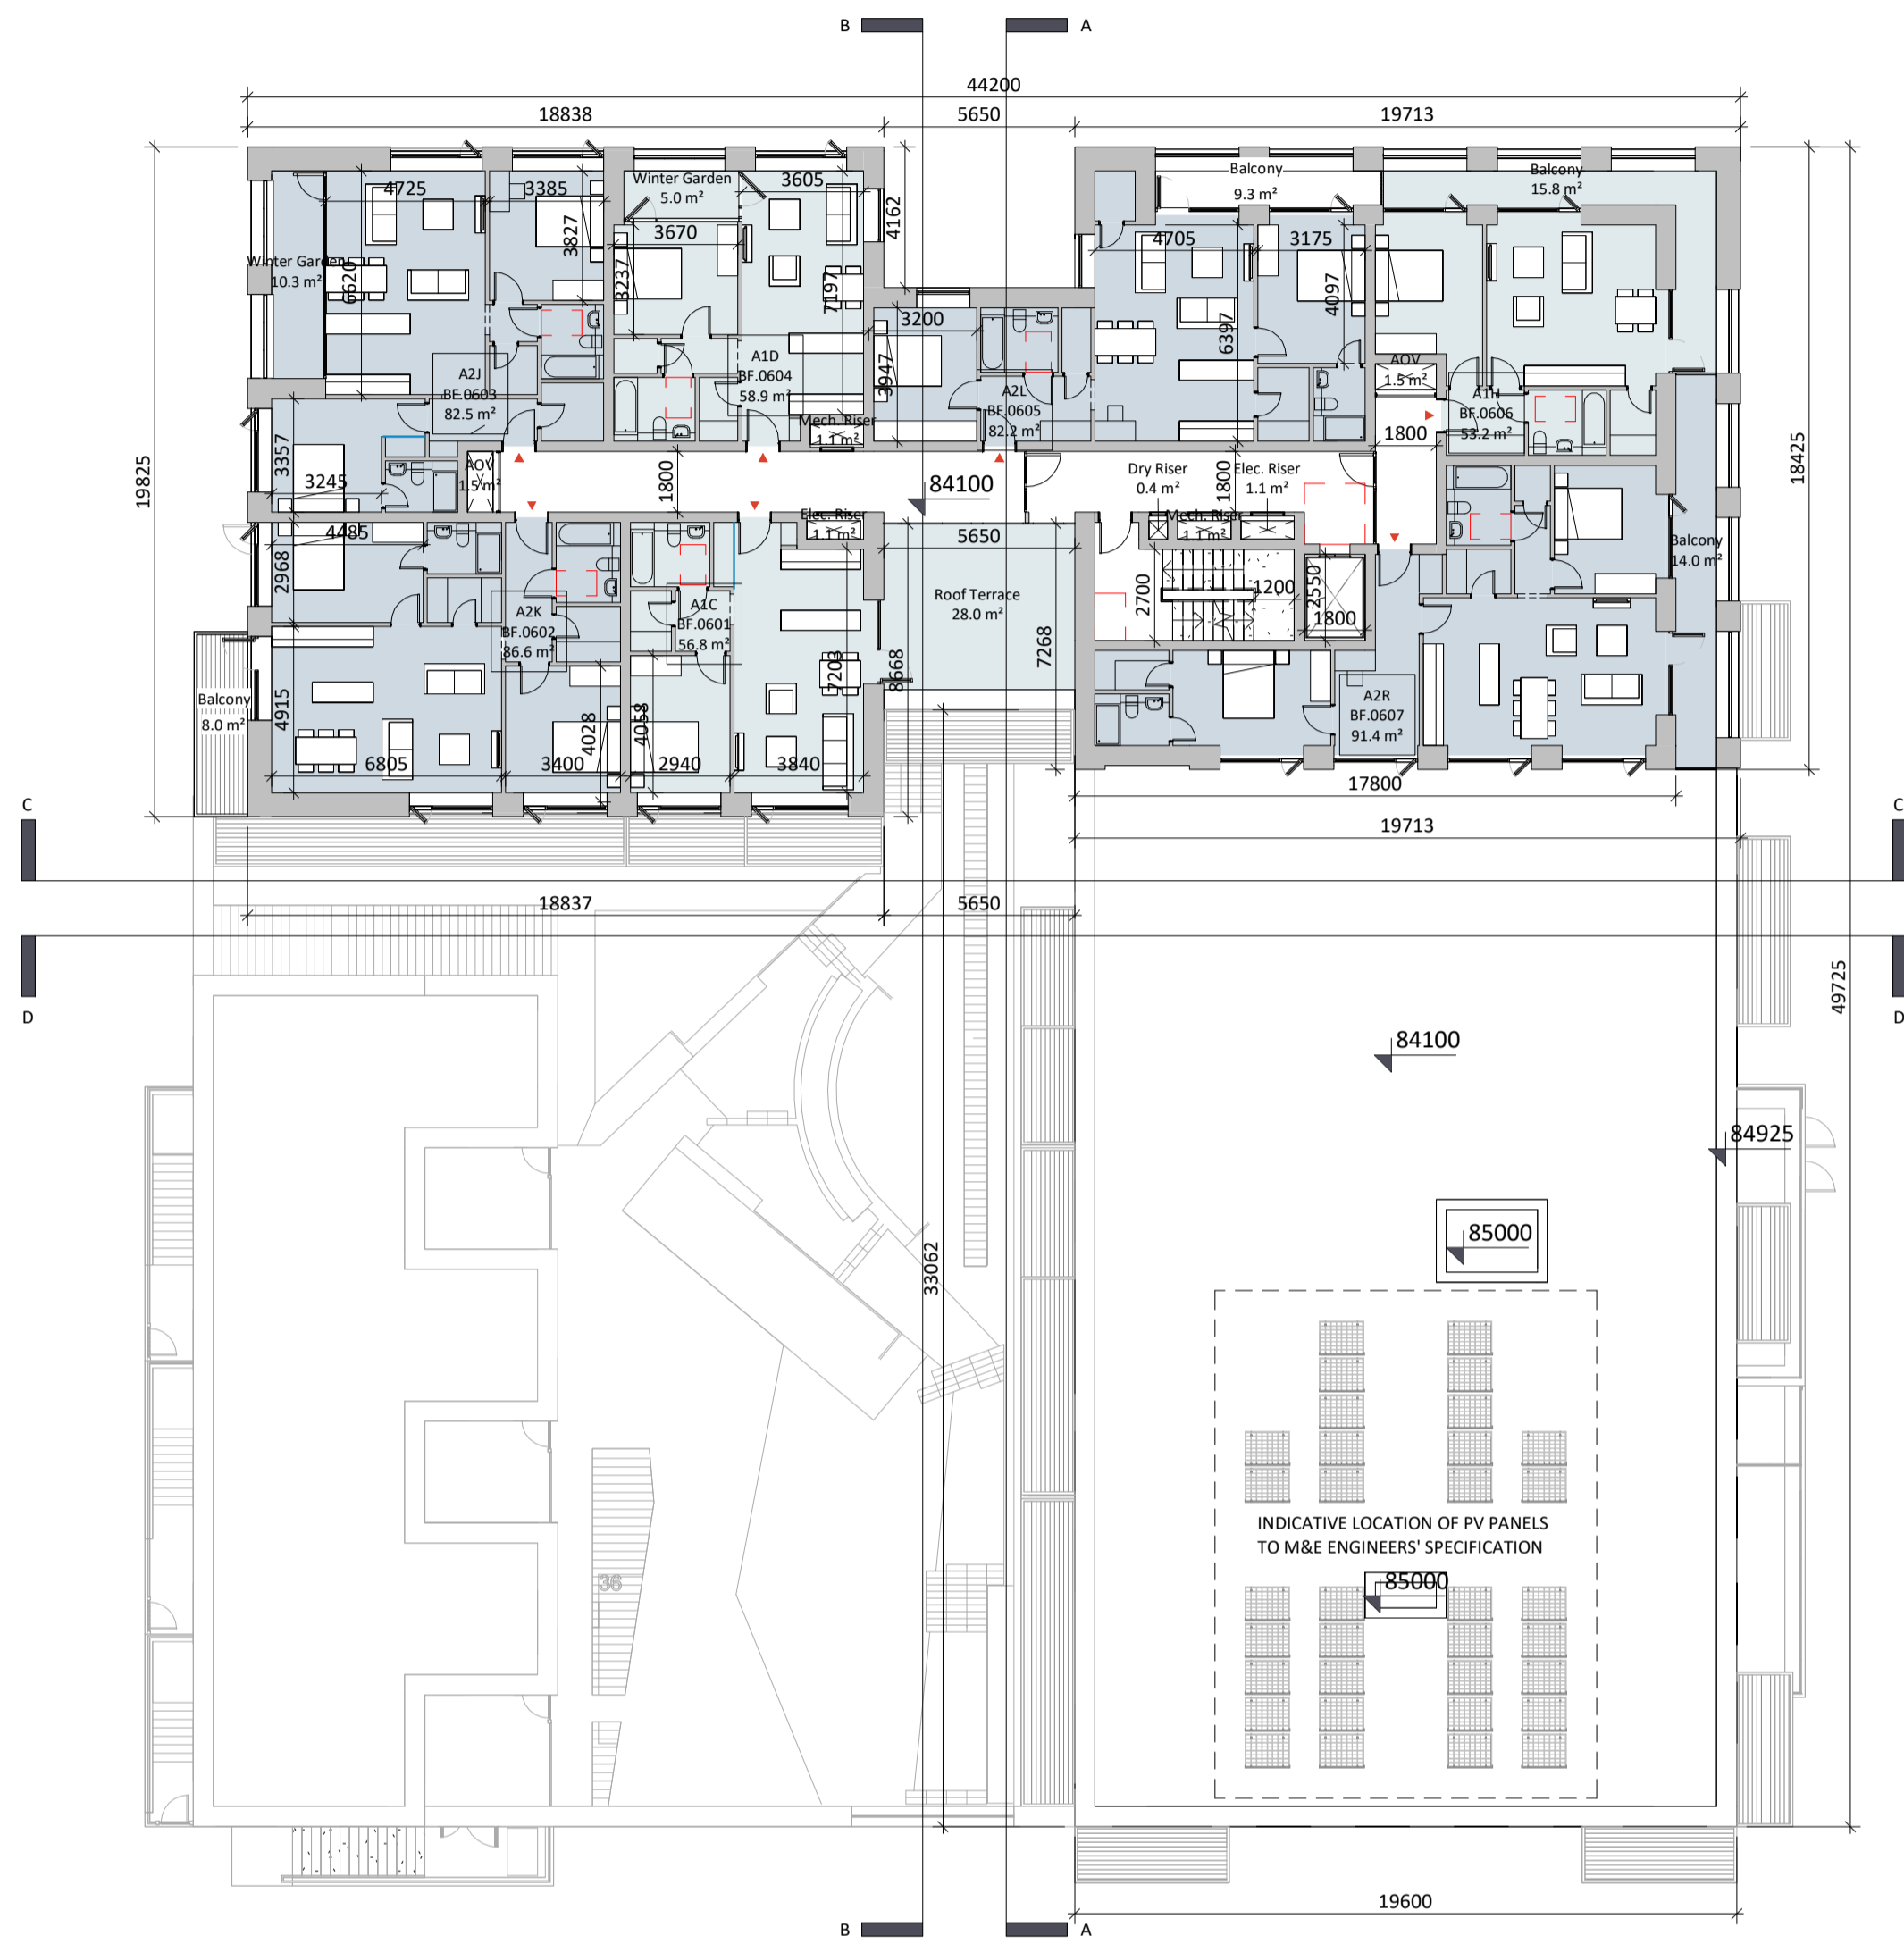 B
A
44200
18838
5650
19713
Winter Garden
5.0 m²
3605
4725
3385
3827
4162
Balcony
9.3 m²
Balcony
15.8 m²
3670
3237
7197
6620
Winter Garden
10.3 m²
4705
3175
4097
6397
3200
3947
A1D
BF.0604
58.9 m²
A2J
BF.0603
82.5 m²
A2L
BF.0605
82.2 m²
AOV
1.5 m²
A1H
BF.0606
53.2 m²
Mech. Riser
1.1 m²
1800
19825
18425
3357
3245
AOV
1.5 m²
1800
84100
Dry Riser
0.4 m²
1800
Elec. Riser
1.1 m²
Mech. Riser
1.1 m²
Elec. Riser
1.1 m²
4485
2968
5650
Balcony
14.0 m²
2700
1200
2550
1800
Roof Terrace
28.0 m²
A2K
BF.0602
86.6 m²
A1C
BF.0601
56.8 m²
7203
8668
7268
Balcony
8.0 m²
4915
4028
4058
6805
3400
2940
3840
A2R
BF.0607
91.4 m²
17800
19713
C
C
18837
5650
D
D
49725
84100
84925
85000
33062
INDICATIVE LOCATION OF PV PANELS
TO M&E ENGINEERS' SPECIFICATION
36
85000
19600
B
A